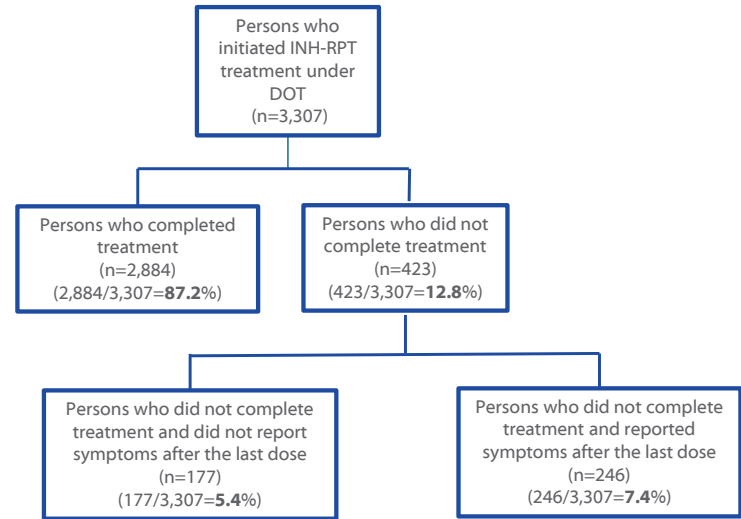 Persons who
initiated INH-RPT
treatment under
DOT
(n=3,307)
Persons who completed
treatment
(n=2,884)
(2,884/3,307=87.2%)
Persons who did not
complete treatment
(n=423)
(423/3,307=12.8%)
Persons who did not complete
treatment and did not report
symptoms after the last dose
(n=177)
(177/3,307=5.4%)
Persons who did not complete
treatment and reported
symptoms after the last dose
(n=246)
(246/3,307=7.4%)